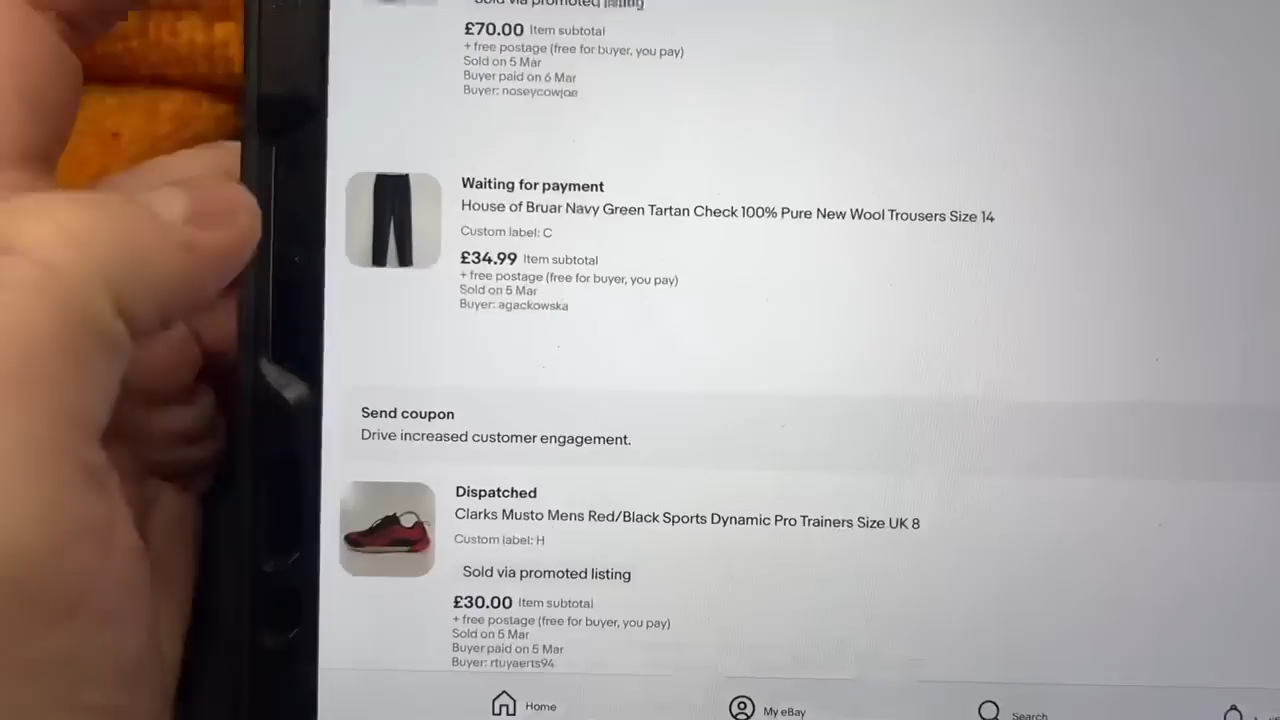 Sold via promoted listing
£70.00 Item subtotal
+ free postage (free for buyer, you pay)
Sold on 5 Mar
Buyer paid on 6 Mar
Buyer: noseycowjae
Waiting for payment
House of Bruar Navy Green Tartan Check 100% Pure New Wool Trousers Size 14
Custom label: C
£34.99 Item subtotal
+ free postage (free for buyer, you pay)
Sold on 5 Mar
Buyer: agackowska
Send coupon
Drive increased customer engagement.
Dispatched
Clarks Musto Mens Red/Black Sports Dynamic Pro Trainers Size UK 8
Custom label: H
Sold via promoted listing
£30.00 Item subtotal
+ free postage (free for buyer, you pay)
Sold on 5 Mar
Buyer paid on 5 Mar
Buyer: rtuyaerts94
Home
My eBay
Search